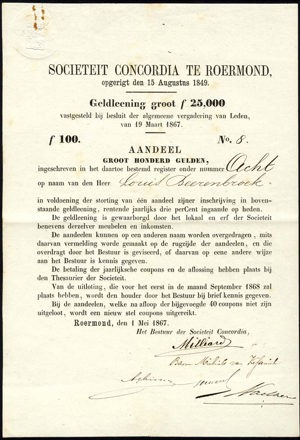 SOCIETEIT CONCORDIA TE ROERMOND,
opgerigt den 15 Augustus 1849.
Geldleening groot f 25,000
vastgesteld bij besluit der algemeene vergadering van Leden,
van 19 Maart 1867.
f 100. No. 8.
AANDEEL
GROOT HONDERD GULDEN,
ingeschreven in het daartoe bestemd register onder nummer Acht
op naam van den Heer Louis Beerenbroek
in voldoening der storting van één aandeel zijner inschrijving in boven-
staande geldleening, rentende jaarlijks drie perCent ingaande op heden.
De geldleening is gewaarborgd door het lokaal en erf der Societeit
benevens derzelver meubelen en inkomsten.
De aandeelen kunnen op een anderen naam worden overgedragen, mits
daarvan vermelding worde gemaakt op de rugzijde der aandeelen, en die
overdragt door het Bestuur is geviseerd, of daarvan op eene andere wijze
aan het Bestuur is kennis gegeven.
De betaling der jaarlijksche coupons en de aflossing hebben plaats bij
den Thesaurier der Societeit.
Van de uitloting, die voor het eerst in de maand September 1868 zal
plaats hebben, wordt den houder door het Bestuur bij brief kennis gegeven.
Bij de aandeelen, welke na afloop der bijgevoegde 40 coupons niet zijn
uitgeloot, wordt een nieuw stel coupons uitgereikt.
Roermond, den 1 Mei 1867.
Het Bestuur der Societeit Concordia,
Milliard